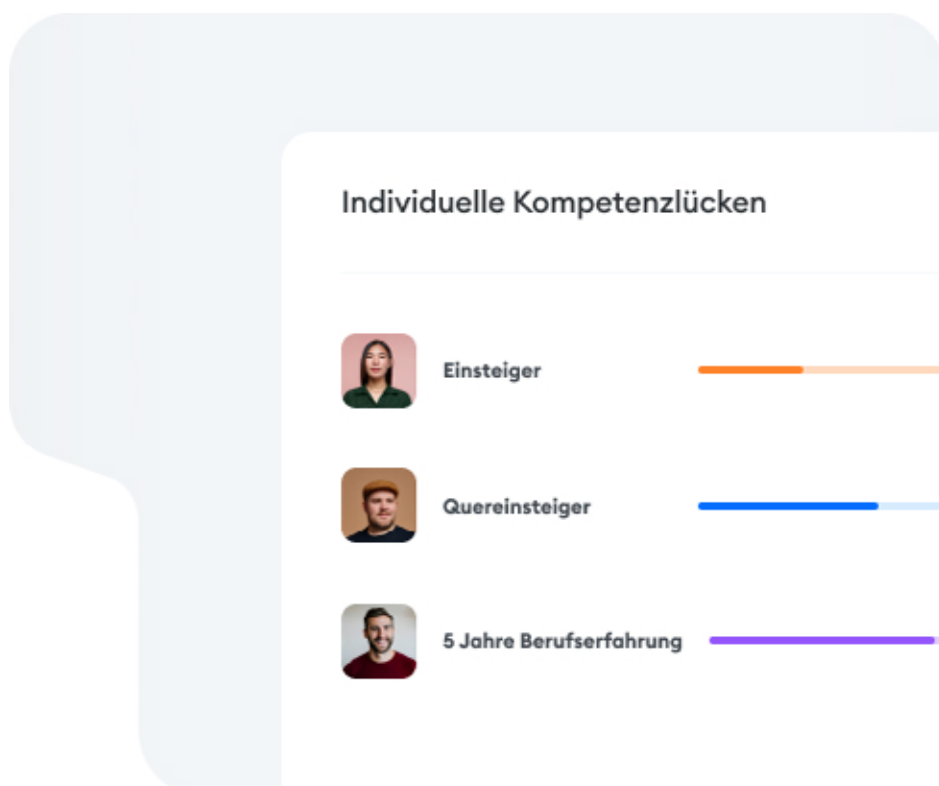 Individuelle Kompetenzlücken
Einsteiger
Quereinsteiger
5 Jahre Berufserfahrung